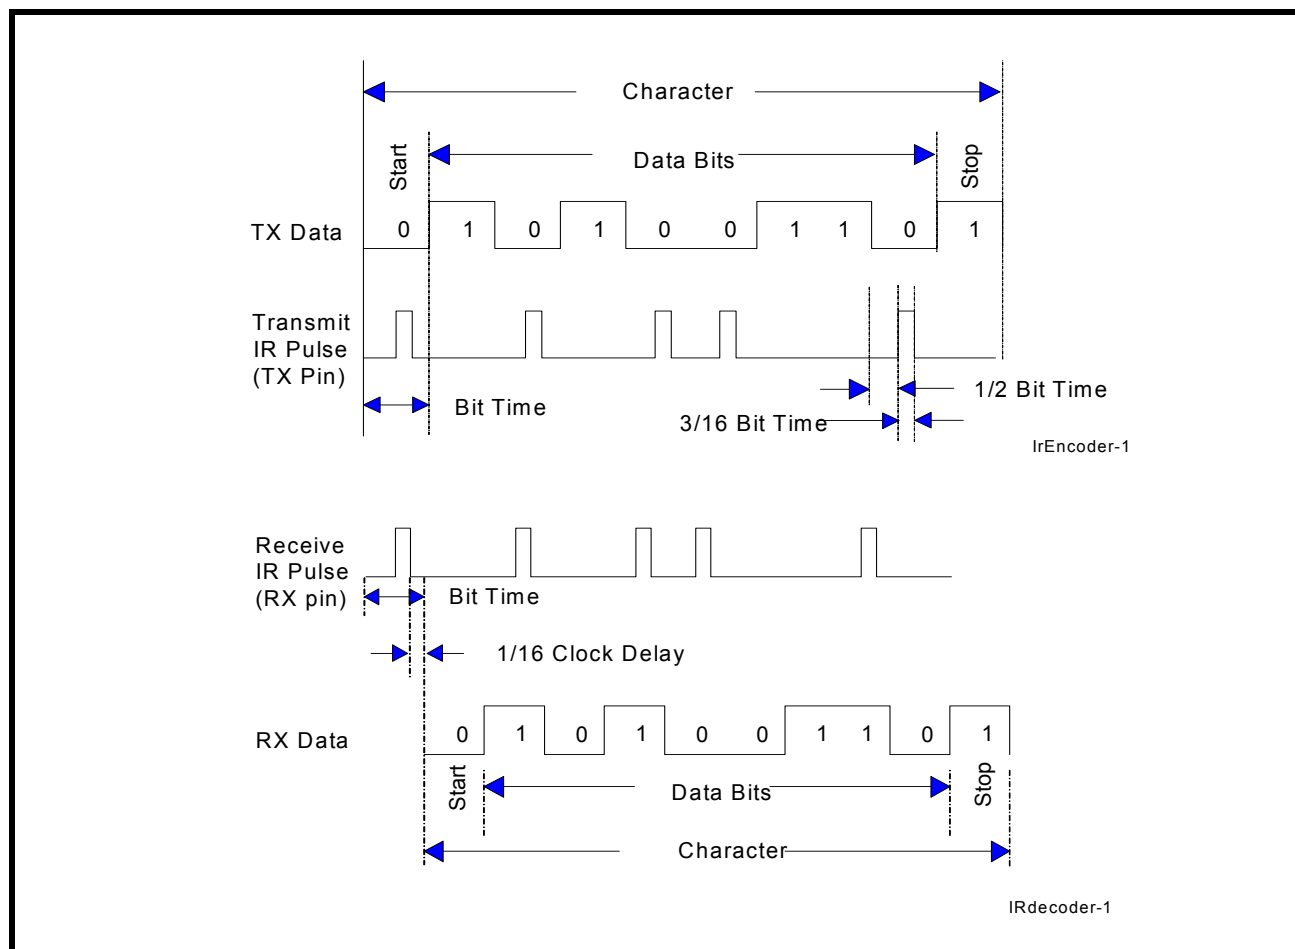 Character
Start
Data Bits
Stop
TX Data
0 1 0 1 0 0 1 1 0 1
Transmit
IR Pulse
(TX Pin)
Bit Time
1/2 Bit Time
3/16 Bit Time
IrEncoder-1
Receive
IR Pulse
(RX pin)
Bit Time
1/16 Clock Delay
RX Data
0 1 0 1 0 0 1 1 0 1
Start
Data Bits
Stop
Character
IRdecoder-1